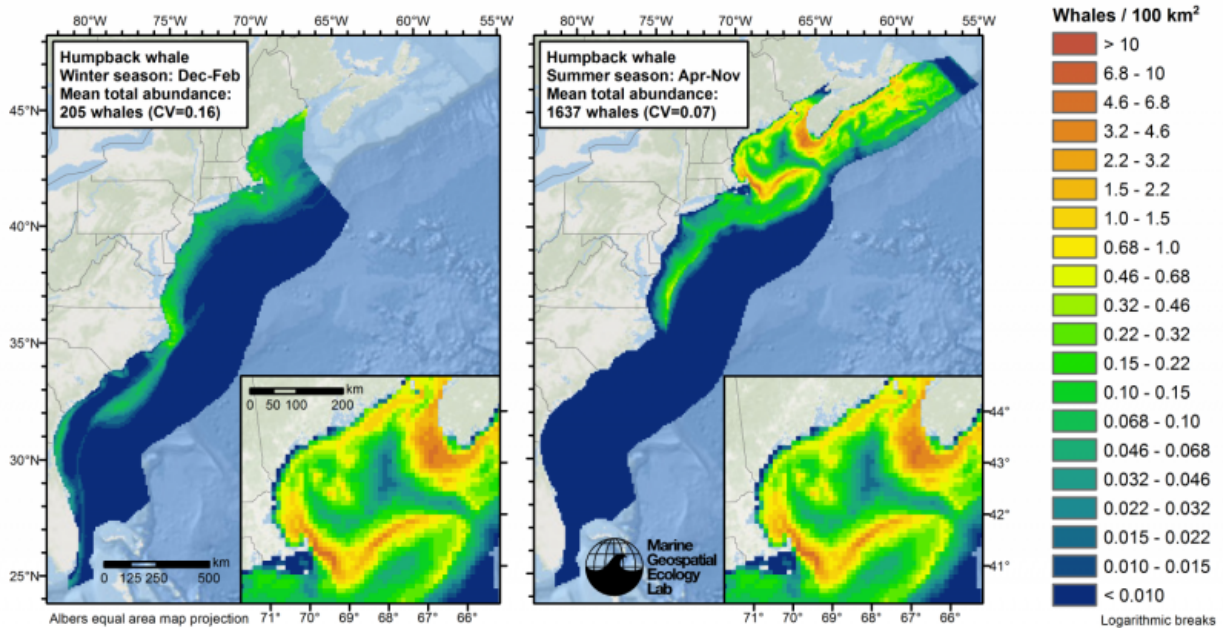 80°W 75°W 70°W 65°W 60°W 55°W
80°W 75°W 70°W 65°W 60°W 55°W
Humpback whale
Winter season: Dec-Feb
Mean total abundance:
205 whales (CV=0.16)
Humpback whale
Summer season: Apr-Nov
Mean total abundance:
1637 whales (CV=0.07)
45°N
40°N
35°N
30°N
25°N
km
0 50 100 200
km
0 125 250 500
44°
43°
42°
41°
Marine
Geospatial
Ecology
Lab
71° 70° 69° 68° 67° 66°
71° 70° 69° 68° 67° 66°
Albers equal area map projection
Whales / 100 km²
> 10
6.8 - 10
4.6 - 6.8
3.2 - 4.6
2.2 - 3.2
1.5 - 2.2
1.0 - 1.5
0.68 - 1.0
0.46 - 0.68
0.32 - 0.46
0.22 - 0.32
0.15 - 0.22
0.10 - 0.15
0.068 - 0.10
0.046 - 0.068
0.032 - 0.046
0.022 - 0.032
0.015 - 0.022
0.010 - 0.015
< 0.010
Logarithmic breaks